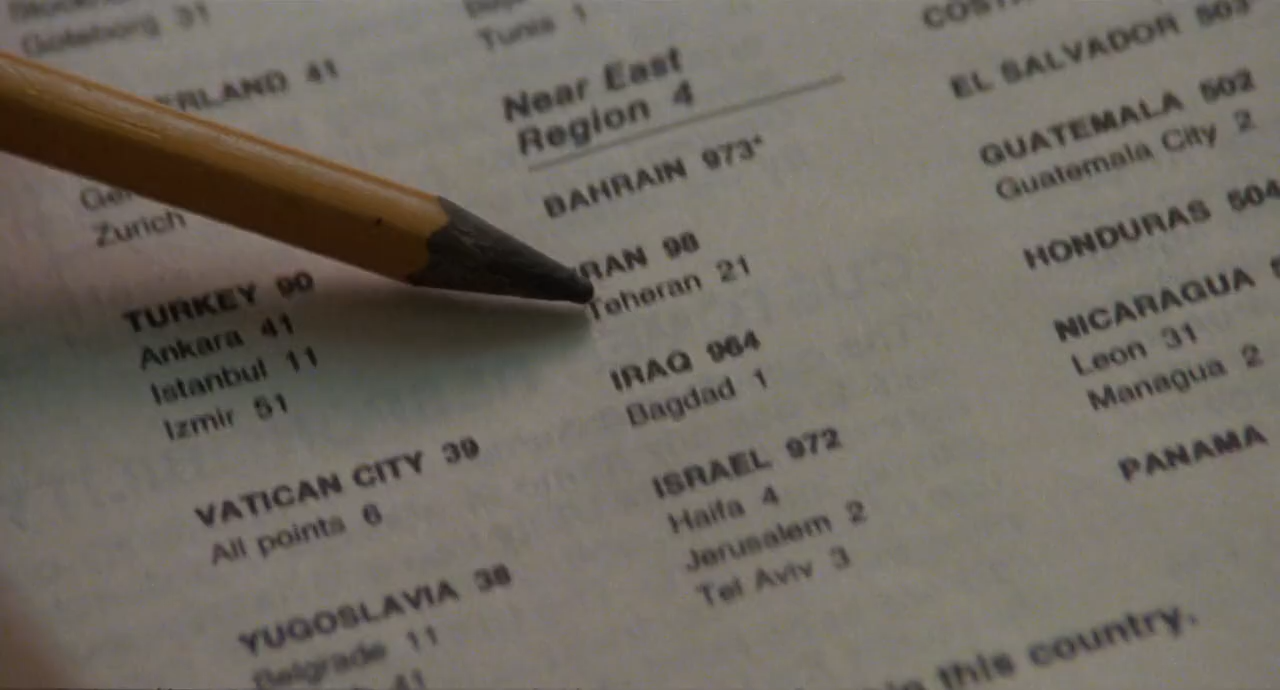 Goteborg 31
ERLAND 41
Zurich
TURKEY 90
Ankara 41
Istanbul 11
Izmir 51
VATICAN CITY 39
All points 6
YUGOSLAVIA 38
Belgrade 11
41
Tunis 1
Near East
Region 4
BAHRAIN 973*
RAN 98
Teheran 21
IRAQ 964
Bagdad 1
ISRAEL 972
Haifa 4
Jerusalem 2
Tel Aviv 3
EL SALVADOR 503
GUATEMALA 502
Guatemala City 2
HONDURAS 504
NICARAGUA
Leon 31
Managua 2
PANAMA
this country.